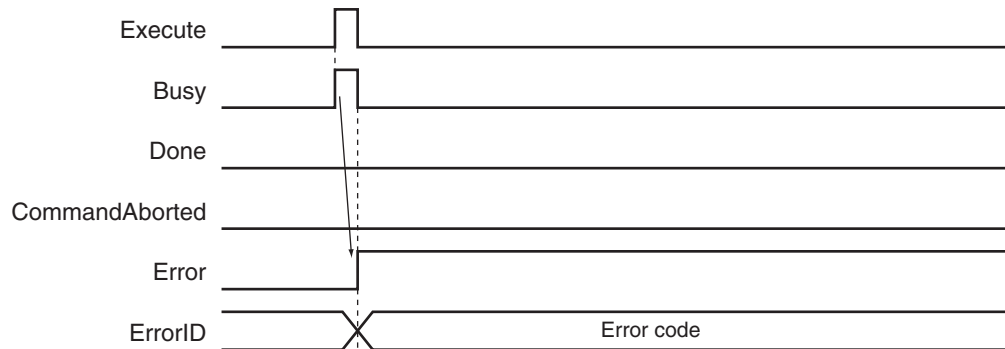 Execute
Busy
Done
CommandAborted
Error
ErrorID
Error code